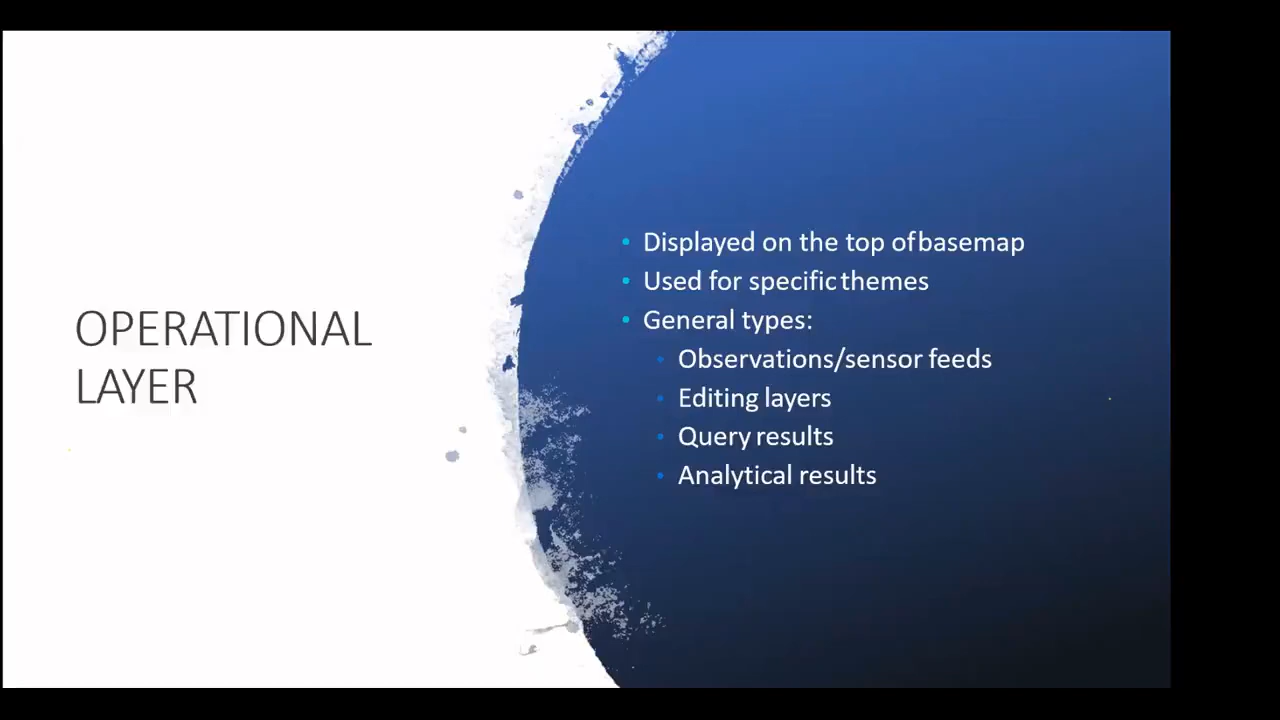 OPERATIONAL
LAYER
• Displayed on the top of basemap
• Used for specific themes
• General types:
• Observations/sensor feeds
• Editing layers
• Query results
• Analytical results